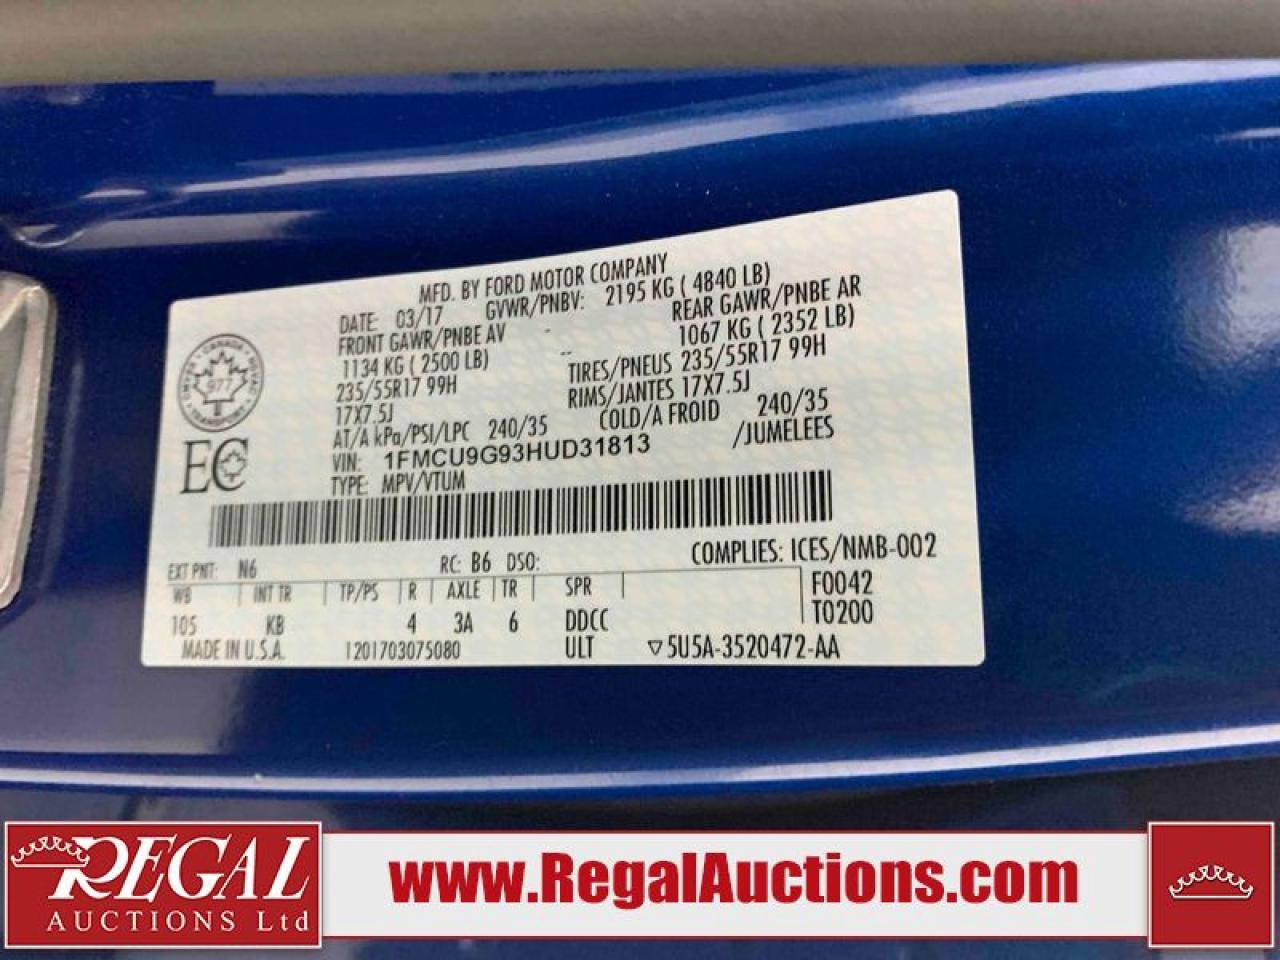 MFD. BY FORD MOTOR COMPANY
DATE: 03/17 GVWR/PNBV: 2195 KG ( 4840 LB)
FRONT GAWR/PNBE AV REAR GAWR/PNBE AR
1134 KG ( 2500 LB) 1067 KG ( 2352 LB)
235/55R17 99H TIRES/PNEUS 235/55R17 99H
17X7.5J RIMS/JANTES 17X7.5J
AT/A kPa/PSI/LPC 240/35 COLD/A FROID 240/35
VIN: 1FMCU9G93HUD31813 /JUMELEES
TYPE: MPV/VTUM
CANADA
977
TRANSPORT
EC
EXT PNT: N6 RC: B6 DSO: COMPLIES: ICES/NMB-002
WB INT TR TP/PS R AXLE TR SPR F0042
105 KB 4 3A 6 DDCC T0200
MADE IN U.S.A. 1201703075080 ULT ▽5U5A-3520472-AA
REGAL
AUCTIONS Ltd
www.RegalAuctions.com